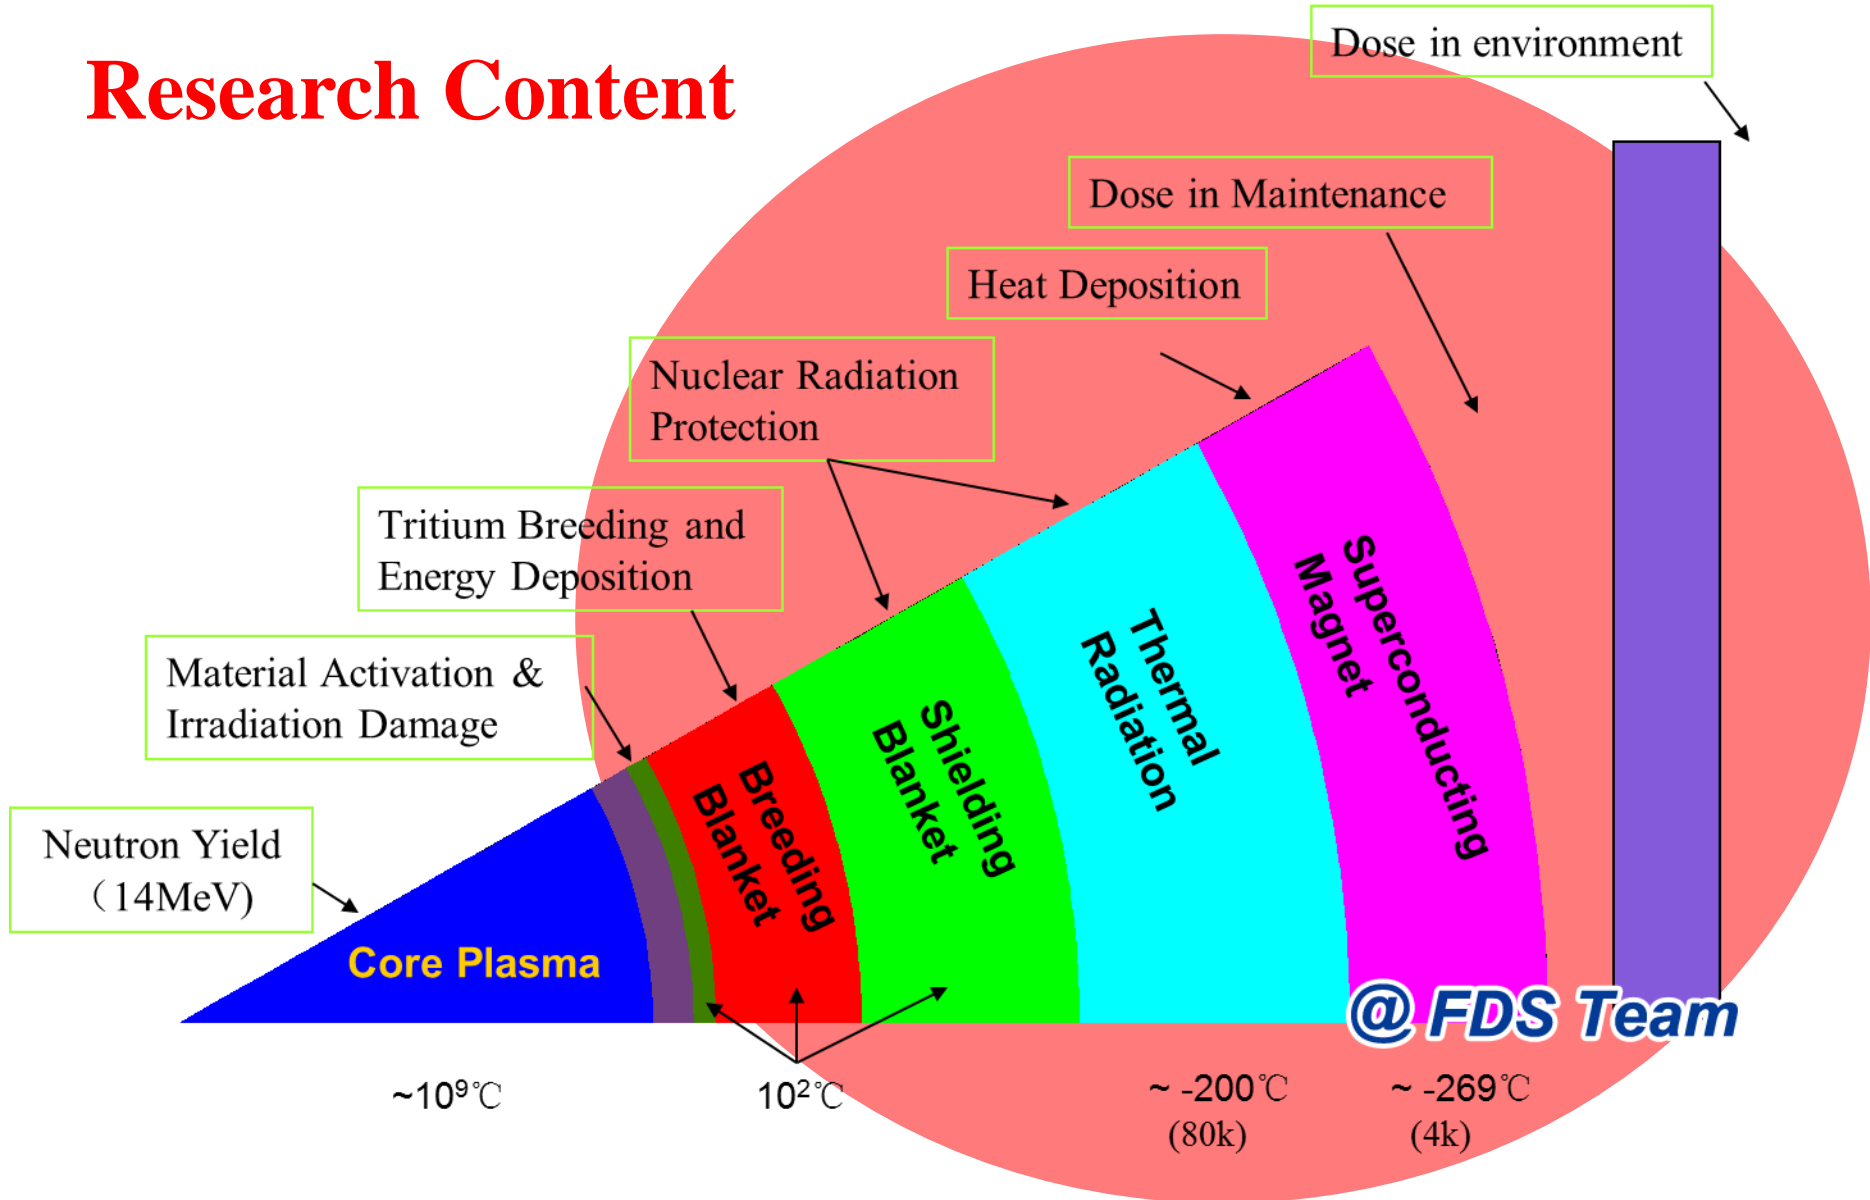 Research Content
Dose in environment
Dose in Maintenance
Heat Deposition
Nuclear Radiation
Protection
Tritium Breeding and
Energy Deposition
Material Activation &
Irradiation Damage
Neutron Yield
（14MeV)
Core Plasma
Breeding
Blanket
Shielding
Blanket
Thermal
Radiation
Superconducting
Magnet
@ FDS Team
~10⁹℃
10²℃
~ -200℃
(80k)
~ -269℃
(4k)